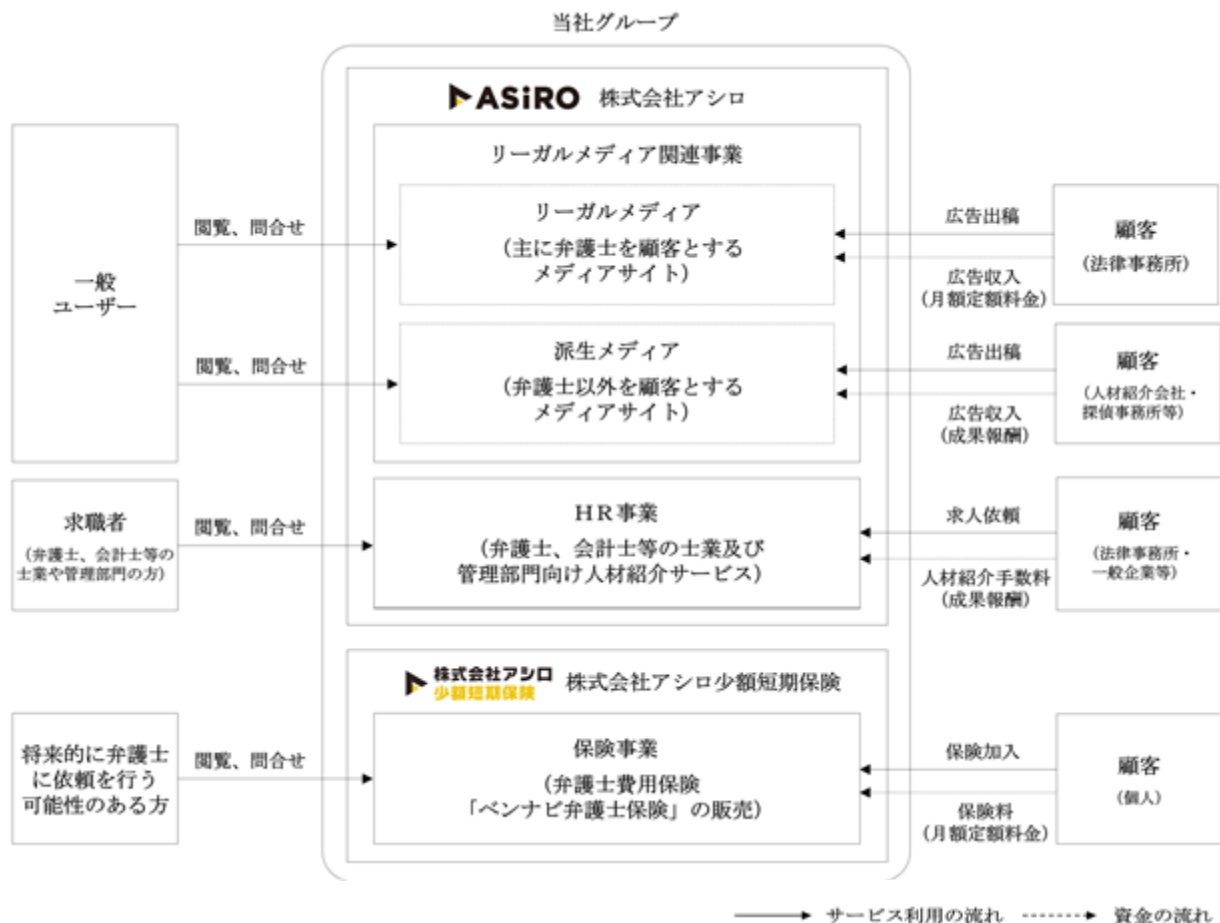 当社グループ
ASiRO 株式会社アシロ
リーガルメディア関連事業
一般
ユーザー
閲覧、問合せ
リーガルメディア
(主に弁護士を顧客とする
メディアサイト)
広告出稿
広告収入
(月額定額料金)
顧客
(法律事務所)
閲覧、問合せ
派生メディア
(弁護士以外を顧客とする
メディアサイト)
広告出稿
広告収入
(成果報酬)
顧客
(人材紹介会社・
探偵事務所等)
求職者
(弁護士、会計士等の
士業や管理部門の方)
閲覧、問合せ
HR事業
(弁護士、会計士等の士業及び
管理部門向け人材紹介サービス)
求人依頼
人材紹介手数料
(成果報酬)
顧客
(法律事務所・
一般企業等)
株式会社アシロ
少額短期保険
株式会社アシロ少額短期保険
将来的に弁護士
に依頼を行う
可能性のある方
閲覧、問合せ
保険事業
(弁護士費用保険
「ベンナビ弁護士保険」の販売)
保険加入
保険料
(月額定額料金)
顧客
(個人)
サービス利用の流れ
資金の流れ